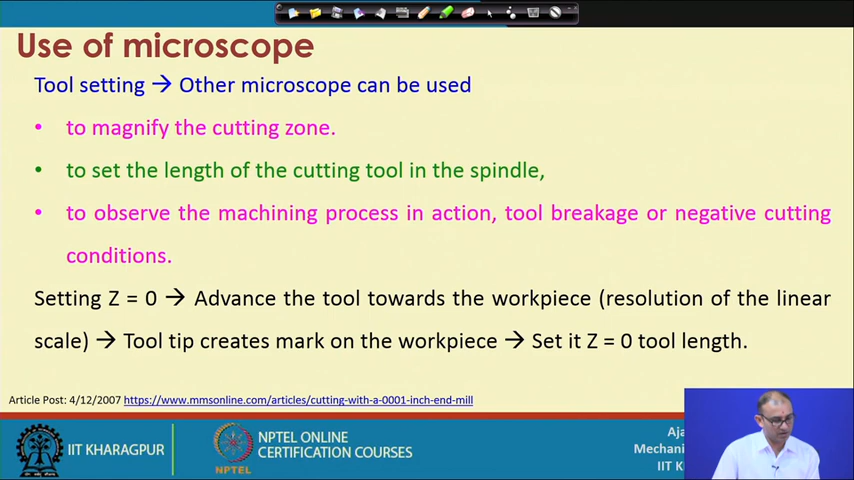 Use of microscope
Tool setting → Other microscope can be used
• to magnify the cutting zone.
• to set the length of the cutting tool in the spindle,
• to observe the machining process in action, tool breakage or negative cutting
conditions.
Setting Z = 0 → Advance the tool towards the workpiece (resolution of the linear
scale) → Tool tip creates mark on the workpiece → Set it Z = 0 tool length.
Article Post: 4/12/2007 https://www.mmsonline.com/articles/cutting-with-a-0001-inch-end-mill
IIT KHARAGPUR
NPTEL
NPTEL ONLINE
CERTIFICATION COURSES
Aja
Mechani
IIT K